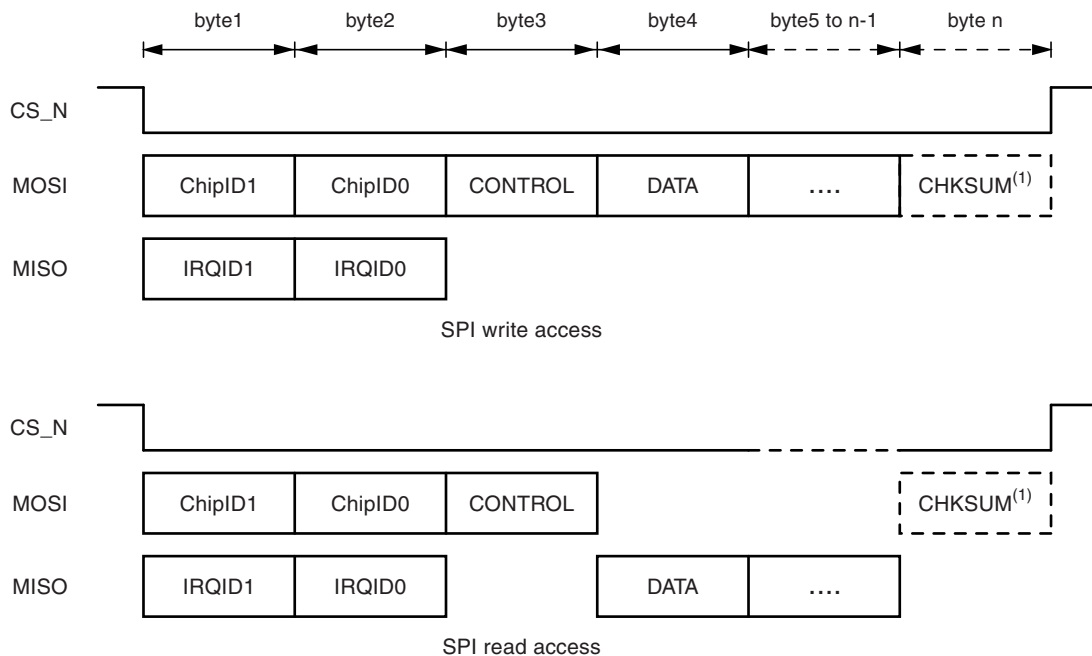 byte1 byte2 byte3 byte4 byte5 to n-1 byte n
CS_N
MOSI ChipID1 ChipID0 CONTROL DATA .... CHKSUM(1)
MISO IRQID1 IRQID0
SPI write access
CS_N
MOSI ChipID1 ChipID0 CONTROL CHKSUM(1)
MISO IRQID1 IRQID0 DATA ....
SPI read access